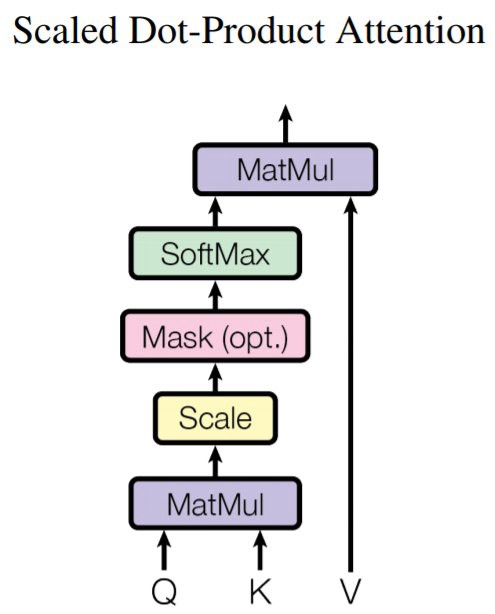 Scaled Dot-Product Attention
MatMul
SoftMax
Mask (opt.)
Scale
MatMul
Q K V